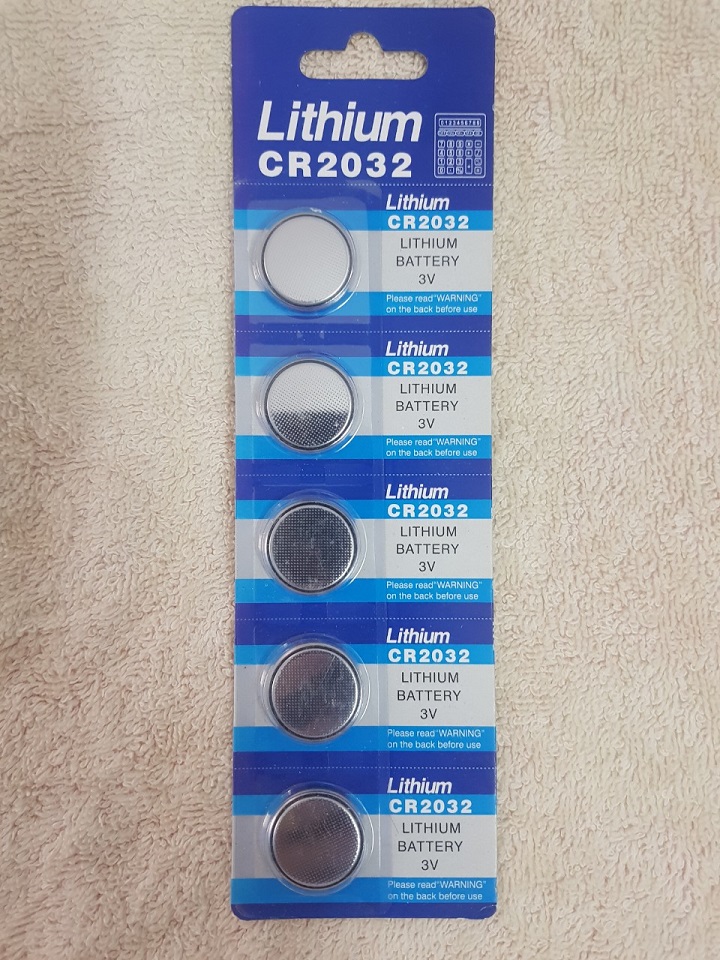 Lithium
CR2032
Lithium
CR2032
LITHIUM
BATTERY
3V
Please read"WARNING"
on the back before use
Lithium
CR2032
LITHIUM
BATTERY
3V
Please read"WARNING"
on the back before use
Lithium
CR2032
LITHIUM
BATTERY
3V
Please read"WARNING"
on the back before use
Lithium
CR2032
LITHIUM
BATTERY
3V
Please read"WARNING"
on the back before use
Lithium
CR2032
LITHIUM
BATTERY
3V
Please read"WARNING"
on the back before use